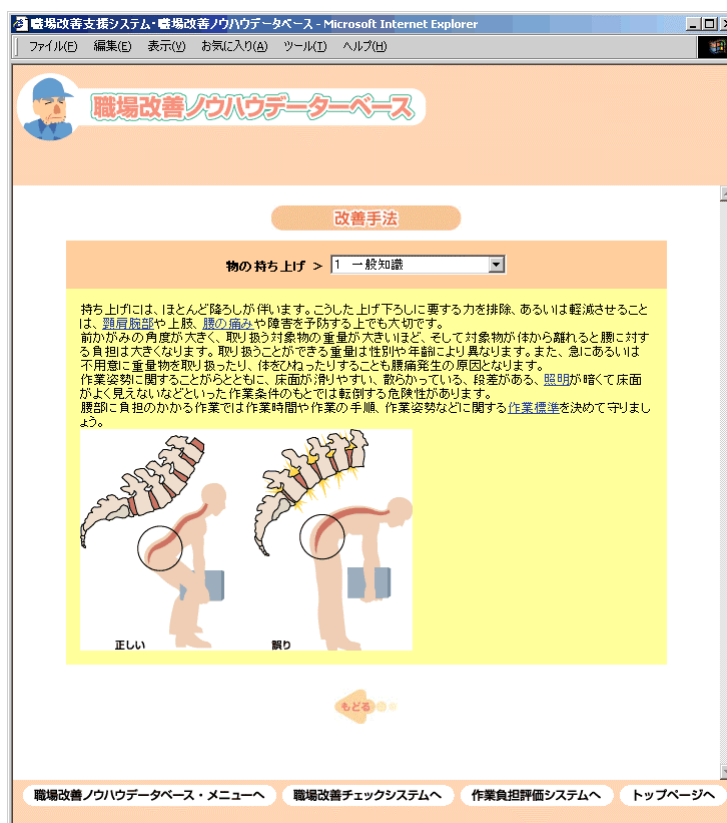 職場改善支援システム・職場改善ノウハウデータベース - Microsoft Internet Explorer
ファイル(F) 編集(E) 表示(V) お気に入り(A) ツール(T) ヘルプ(H)
職場改善ノウハウデーターベース
改善手法
物の持ち上げ > 1 一般知識
持ち上げには、ほとんど降ろしが伴います。こうした上げ下ろしに要する力を排除、あるいは軽減させること
は、頸肩腕部や上肢、腰の痛みや障害を予防する上でも大切です。
前かがみの角度が大きく、取り扱う対象物の重量が大きいほど、そして対象物が体から離れると腰に対す
る負担は大きくなります。取り扱うことができる重量は性別や年齢により異なります。また、急にあるいは
不用意に重量物を取り扱ったり、体をひねったりすることも腰痛発生の原因となります。
作業姿勢に関することがらとともに、床面が滑りやすい、散らかっている、段差がある、照明が暗くて床面
がよく見えないなどといった作業条件のもとでは転倒する危険性があります。
腰部に負担のかかる作業では作業時間や作業の手順、作業姿勢などに関する作業標準を決めて守りまし
ょう。
正しい 誤り
もどる
職場改善ノウハウデータベース・メニューへ 職場改善チェックシステムへ 作業負担評価システムへ トップページへ